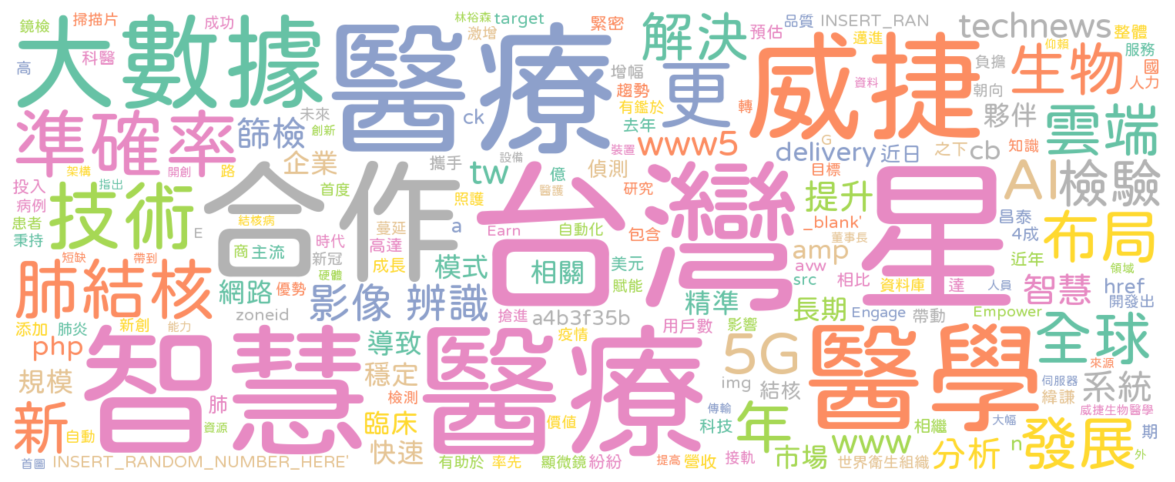 鏡檢 掃描片 成功 林裕森 target 緊密 解決 預估 品質 INSERT_RAN technews 整體
高 大數據 科醫 醫療 激增 增幅 更 威捷 邁進 負擔 仰賴 服務
趨勢 資料 朝向 生物 國 人力
準確率 篩檢 未來 創新 ck 有鑑於 去年 轉 夥伴 雲端
架構 開創 指出 路 企業 攜手 設備 裝置 偵測 www5 delivery G 近日 之下 cb 知識
投入 病例 技術 首度 合作 tw 億 醫護 研究 目標 提升 AI 檢驗
患者 秉持 E 結核病 照護 蔓延 a Earn 台灣 自動化 包含 _blank' 星 昌泰 4成 布局
短缺 帶到 商 主流 時代 新冠 高達 成長 模式 相關 美元 賦能 董事長 amp avw src 相比 資料庫 達 近年 人員 領域
肺結核 網路 優勢 硬體 影像 辨識 搶進 精準 長期 智慧 href 開發出
添加 肺炎 新創 能力 zoneid a4b3f35b 疫情 用戶數 影響 Engage 帶動 Empower
php 智慧 導致 醫療 5G 醫學 全球 來源
規模 肺 穩定 檢測 img 結核 伺服器 緯謙 系統
新 自動 資源 臨床 價值 傳輸 科技 年 相繼 大幅 威捷生物醫學
首圖 INSERT_RANDOM_NUMBER_HERE' 快速 有助於 率先 顯微鏡 紛紛 提高 營收 接軌 市場 www 世界衛生組織 分析 n 發展 期 外